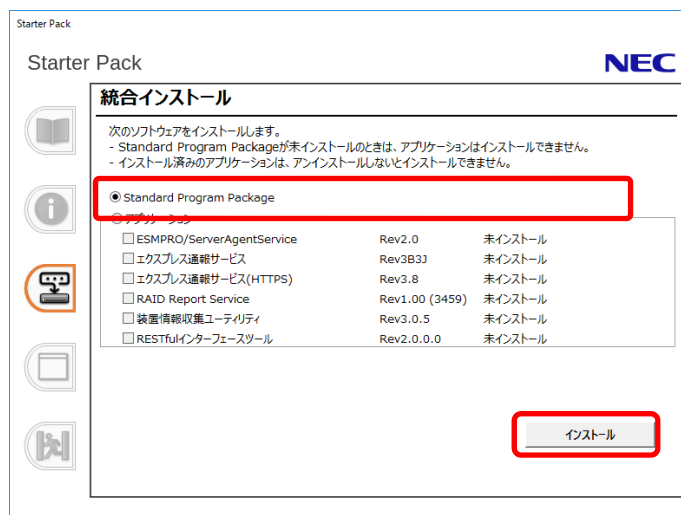 Starter Pack
Starter Pack
NEC
統合インストール
次のソフトウェアをインストールします。
- Standard Program Packageが未インストールのときは、アプリケーションはインストールできません。
- インストール済みのアプリケーションは、アンインストールしないとインストールできません。
Standard Program Package
アプリケーション
ESMPRO/ServerAgentService Rev2.0 未インストール
エクスプレス通報サービス Rev3B3J 未インストール
エクスプレス通報サービス(HTTPS) Rev3.8 未インストール
RAID Report Service Rev1.00 (3459) 未インストール
装置情報収集ユーティリティ Rev3.0.5 未インストール
RESTfulインターフェースツール Rev2.0.0.0 未インストール
インストール